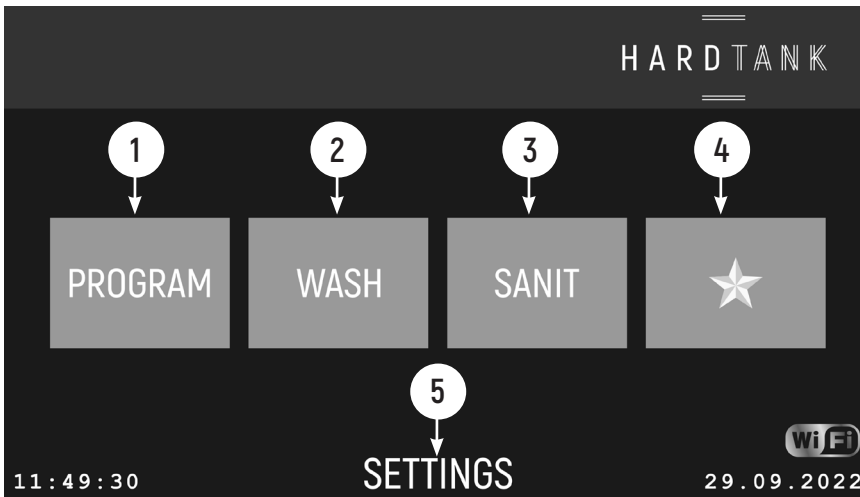 HARDTANK
1 2 3 4
PROGRAM WASH SANIT
5
WiFi
11:49:30 SETTINGS 29.09.2022